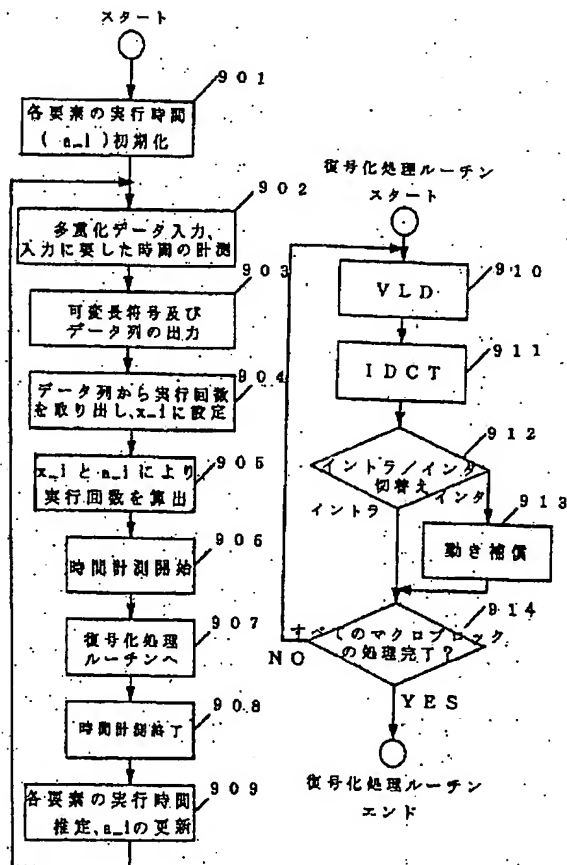 スタート
901
各要素の実行時間
( a_i )初期化
902
多重化データ入力、
入力に要した時間の計測
903
可変長符号及び
データ列の出力
904
データ列から実行回数
を取り出し、x_iに設定
905
x_iとa_iにより
実行回数を算出
906
時間計測開始
907
復号化処理
ルーチンへ
908
時間計測終了
909
各要素の実行時間
推定、a_iの更新
復号化処理ルーチン
スタート
910
VLD
911
IDCT
912
イントラ/インタ
切替え
イントラ
インタ
913
動き補償
914
すべてのマクロブロック
の処理完了?
NO
YES
復号化処理ルーチン
エンド